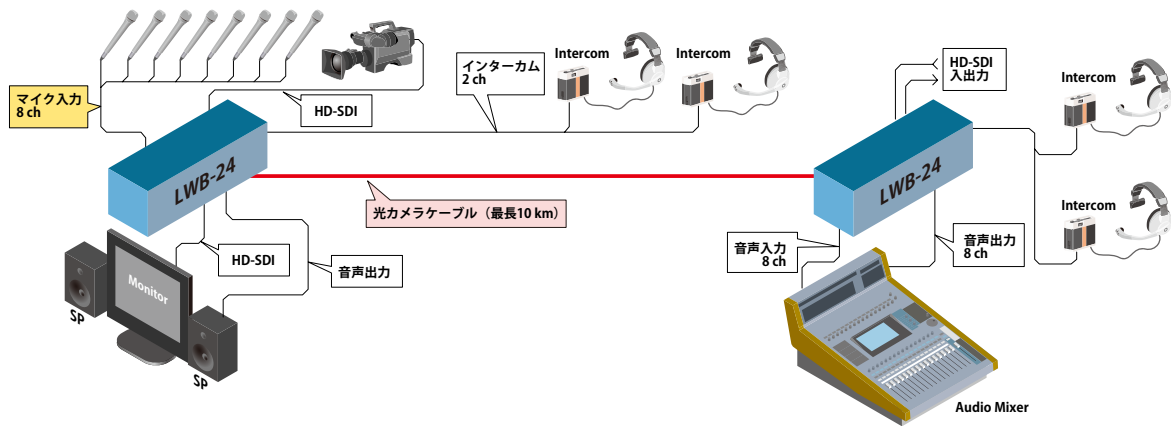 マイク入力
8 ch
HD-SDI
インターカム
2 ch
Intercom
Intercom
HD-SDI
入出力
Intercom
LWB-24
LWB-24
光カメラケーブル（最長10 km）
Intercom
HD-SDI
音声出力
音声入力
8 ch
音声出力
8 ch
Monitor
SP
SP
Audio Mixer